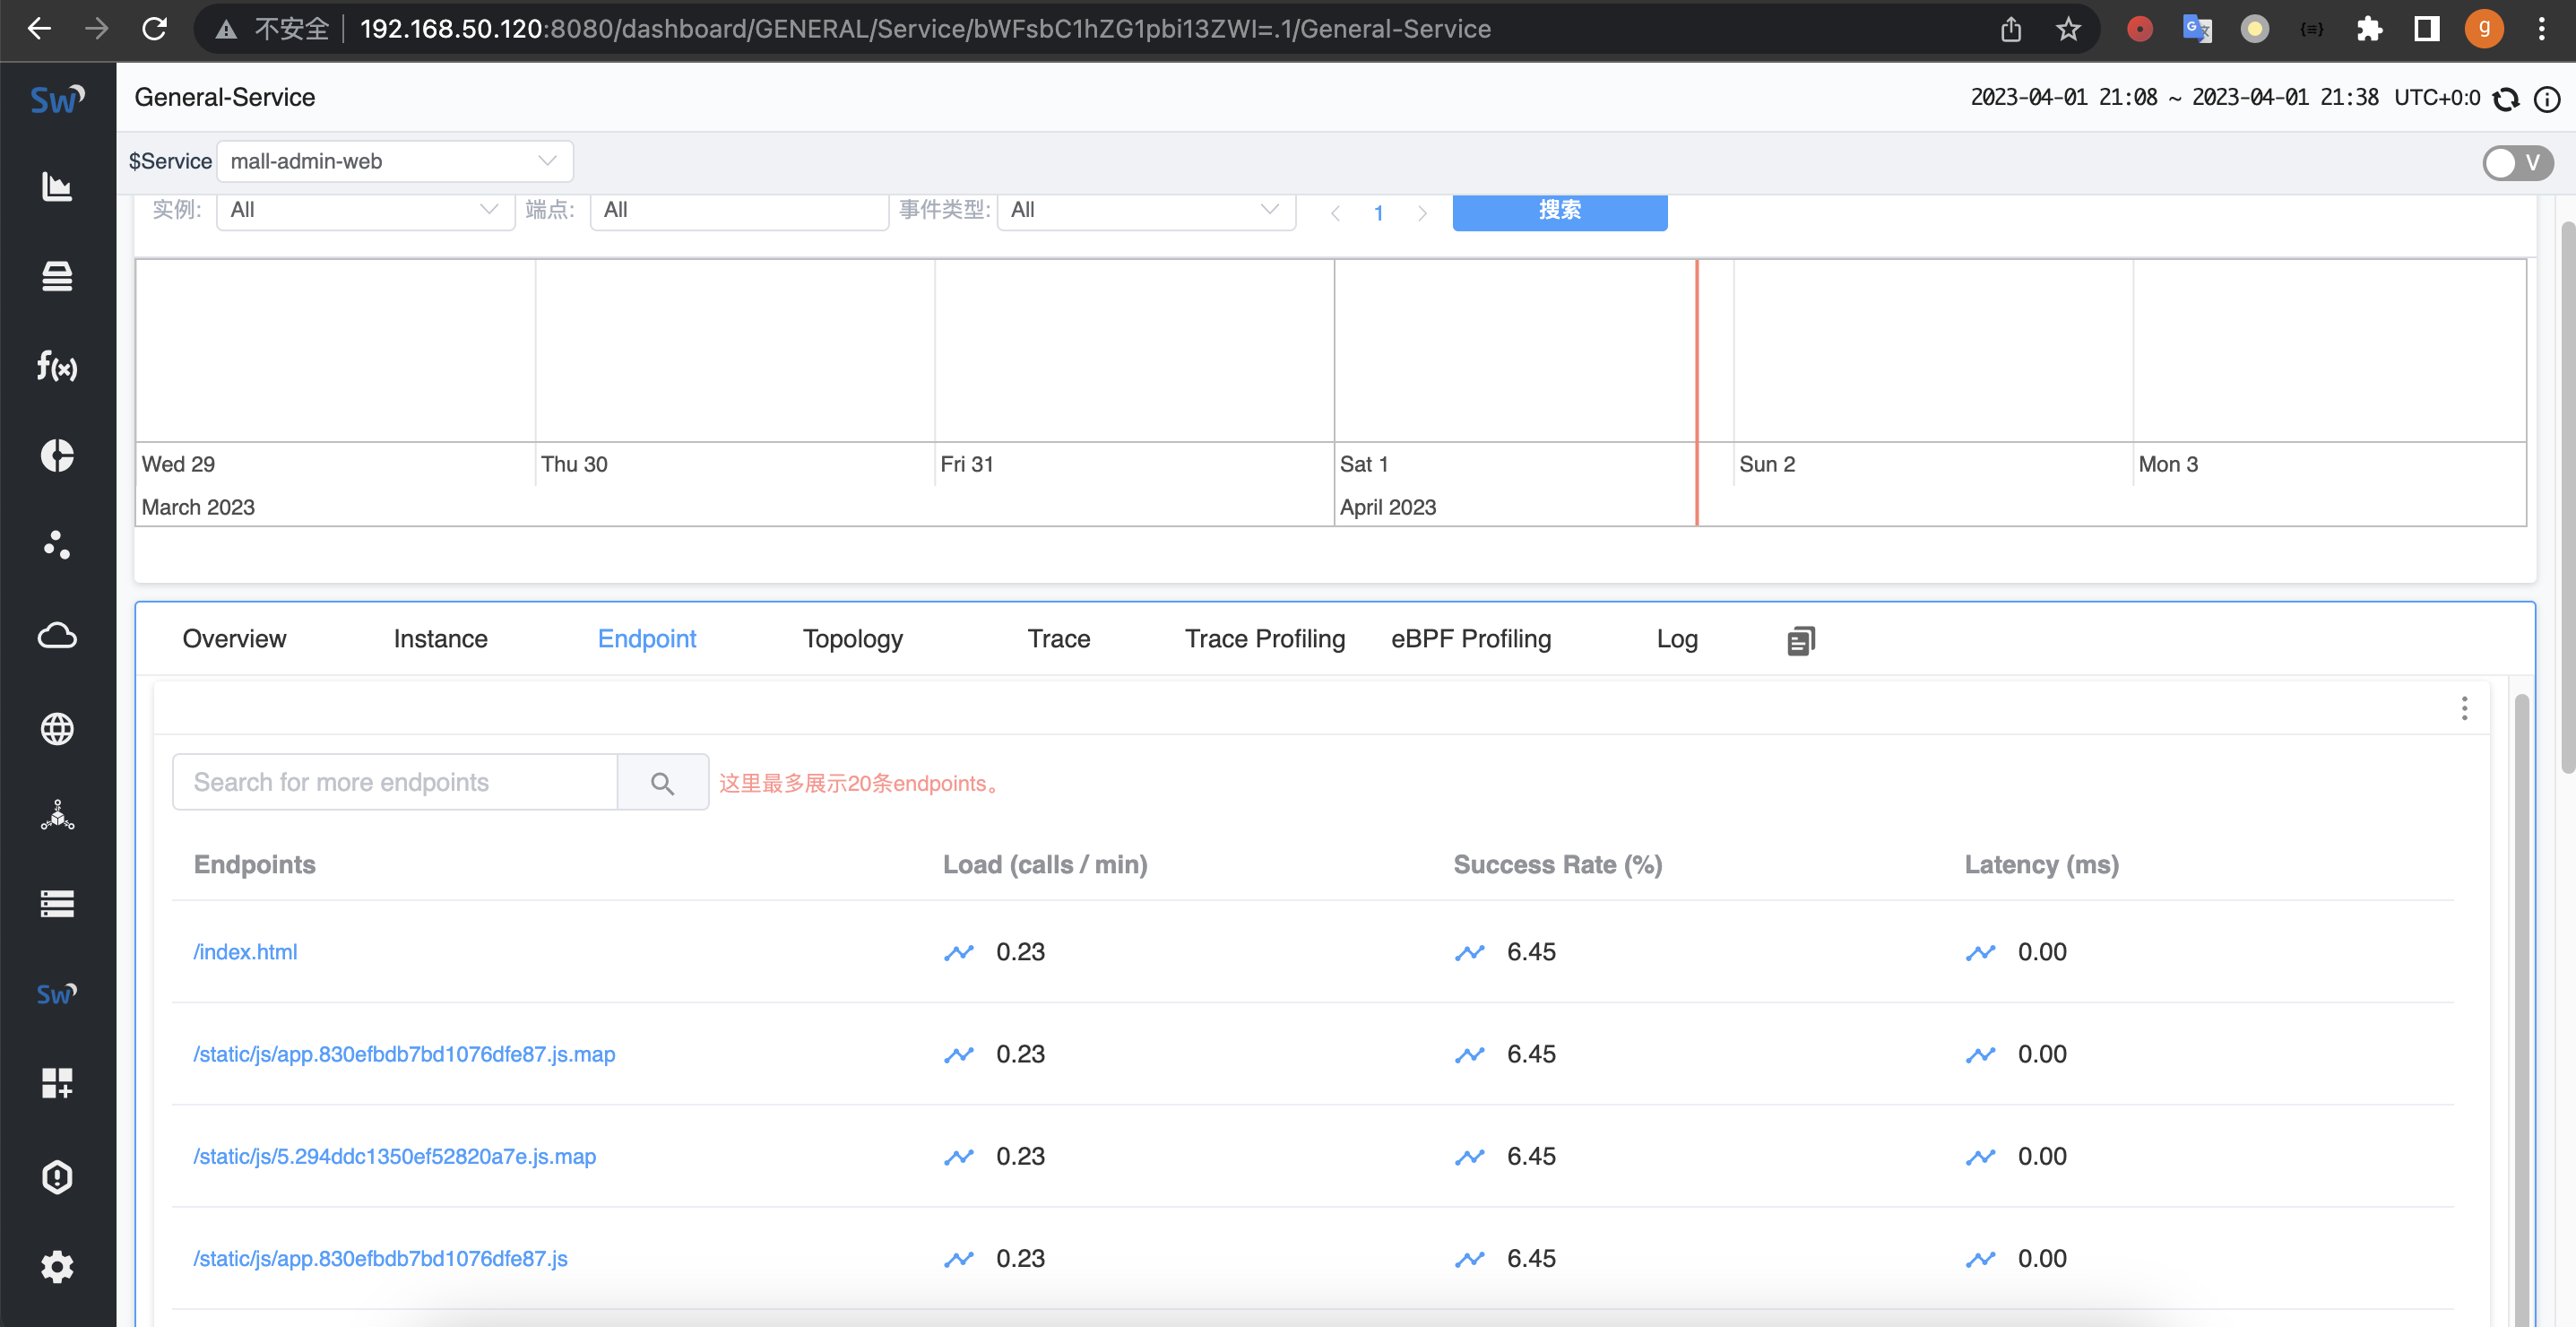 不安全 192.168.50.120:8080/dashboard/GENERAL/Service/bWFsbC1hZG1pbi13ZWI=.1/General-Service
g
Sw
General-Service 2023-04-01 21:08 ~ 2023-04-01 21:38 UTC+0:0
$Service mall-admin-web V
实例: All 端点: All 事件类型: All 1 搜索
f(x)
Wed 29 Thu 30 Fri 31 Sat 1 Sun 2 Mon 3
March 2023 April 2023
Overview Instance Endpoint Topology Trace Trace Profiling eBPF Profiling Log
Search for more endpoints 这里最多展示20条endpoints。
Endpoints Load (calls / min) Success Rate (%) Latency (ms)
/index.html 0.23 6.45 0.00
Sw
/static/js/app.830efbdb7bd1076dfe87.js.map 0.23 6.45 0.00
/static/js/5.294ddc1350ef52820a7e.js.map 0.23 6.45 0.00
/static/js/app.830efbdb7bd1076dfe87.js 0.23 6.45 0.00